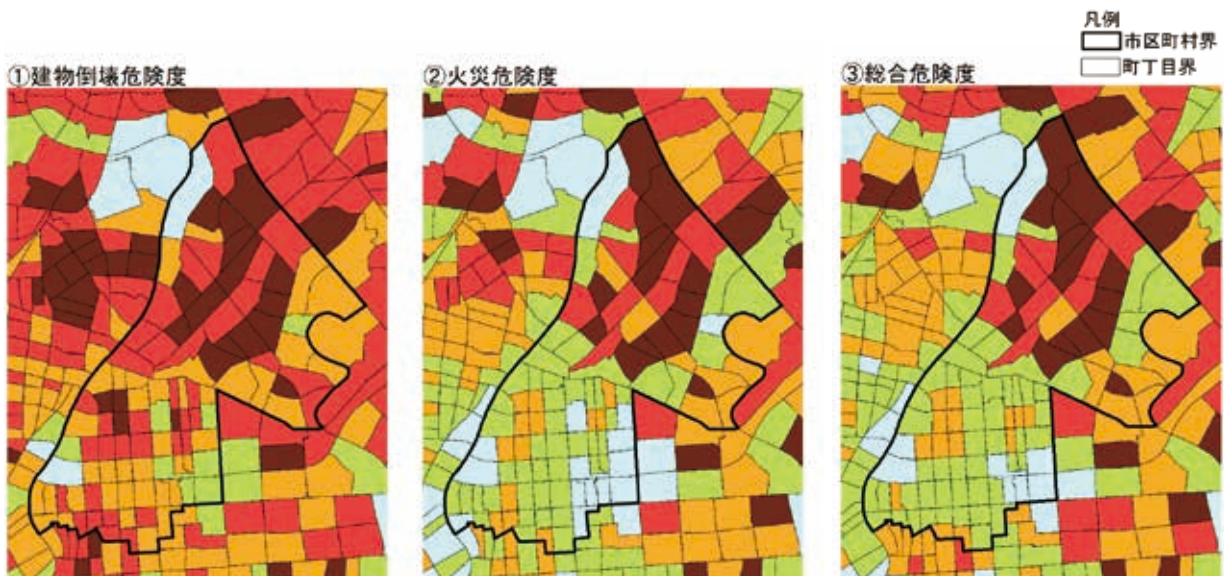 凡例
市区町村界
町丁目界
①建物倒壊危険度
②火災危険度
③総合危険度